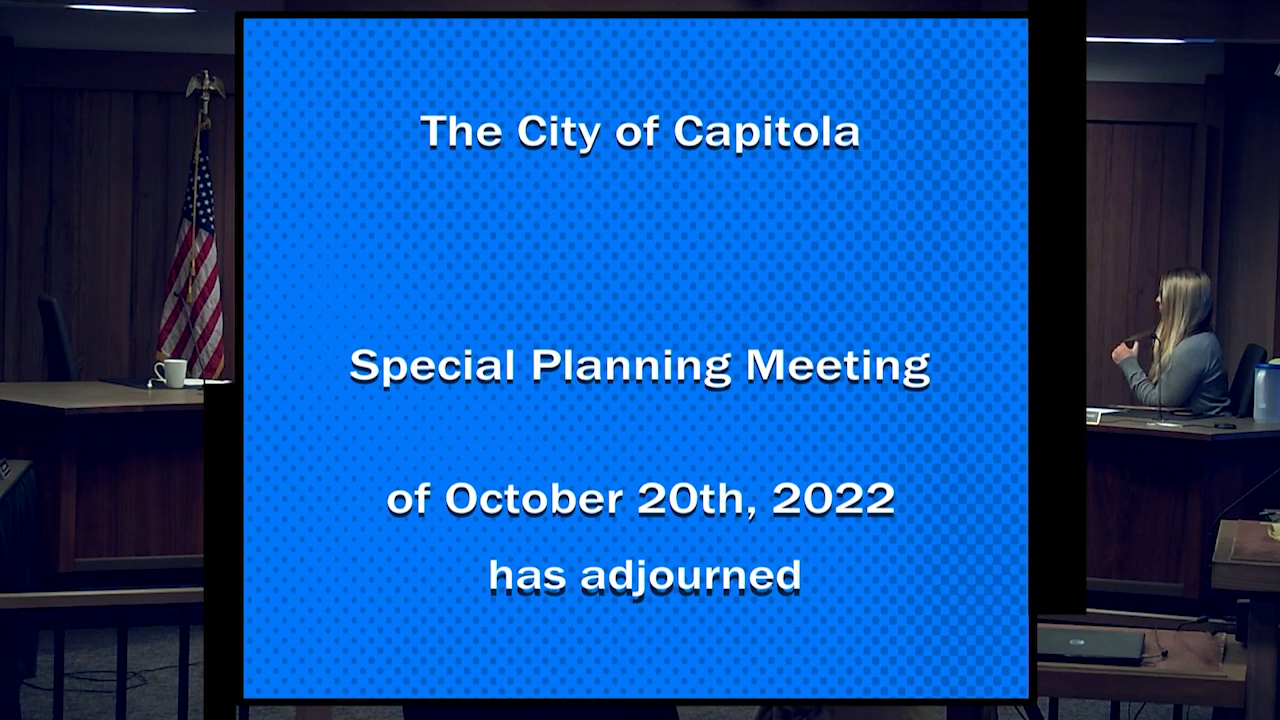 The City of Capitola
Special Planning Meeting
of October 20th, 2022
has adjourned